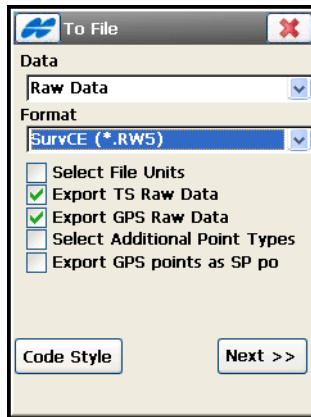 To File
Data
Raw Data
Format
SurvCE (*.RW5)
Select File Units
Export TS Raw Data
Export GPS Raw Data
Select Additional Point Types
Export GPS points as SP po
Code Style
Next >>